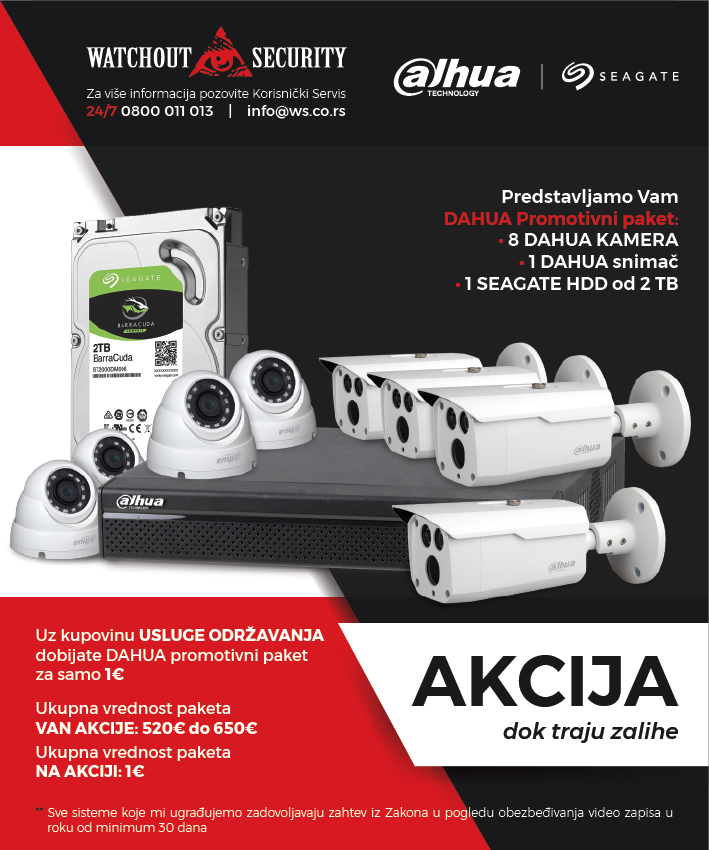 WATCHOUT SECURITY
Za više informacija pozovite Korisnički Servis
24/7 0800 011 013 | info@ws.co.rs
alhua
TECHNOLOGY
SEAGATE
Predstavljamo Vam
DAHUA Promotivni paket:
• 8 DAHUA KAMERA
• 1 DAHUA snimač
• 1 SEAGATE HDD od 2 TB
SEAGATE
BARRACUDA
2TB
BarraCuda
alhua
TECHNOLOGY
alhua
Uz kupovinu USLUGE ODRŽAVANJA
dobijate DAHUA promotivni paket
za samo 1€
Ukupna vrednost paketa
VAN AKCIJE: 520€ do 650€
Ukupna vrednost paketa
NA AKCIJI: 1€
AKCIJA
dok traju zalihe
** Sve sisteme koje mi ugrađujemo zadovoljavaju zahtev iz Zakona u pogledu obezbeđivanja video zapisa u
roku od minimum 30 dana